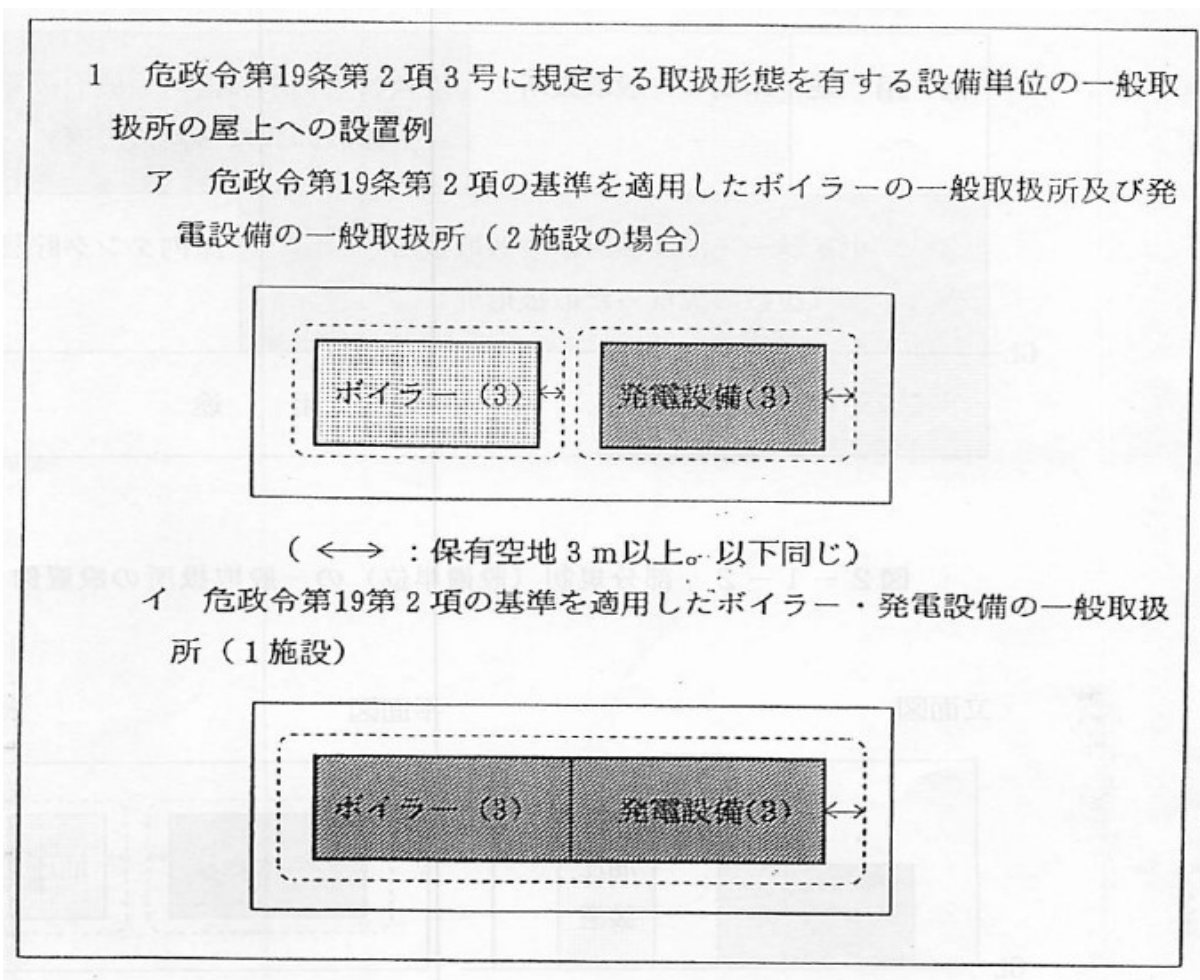 1 危政令第19条第2項3号に規定する取扱形態を有する設備単位の一般取
扱所の屋上への設置例
ア 危政令第19条第2項の基準を適用したボイラーの一般取扱所及び発
電設備の一般取扱所（2施設の場合）
ボイラー（3） 発電設備(3)
（ ←→ ：保有空地3m以上。以下同じ）
イ 危政令第19第2項の基準を適用したボイラー・発電設備の一般取扱
所（1施設）
ボイラー（3） 発電設備(3)